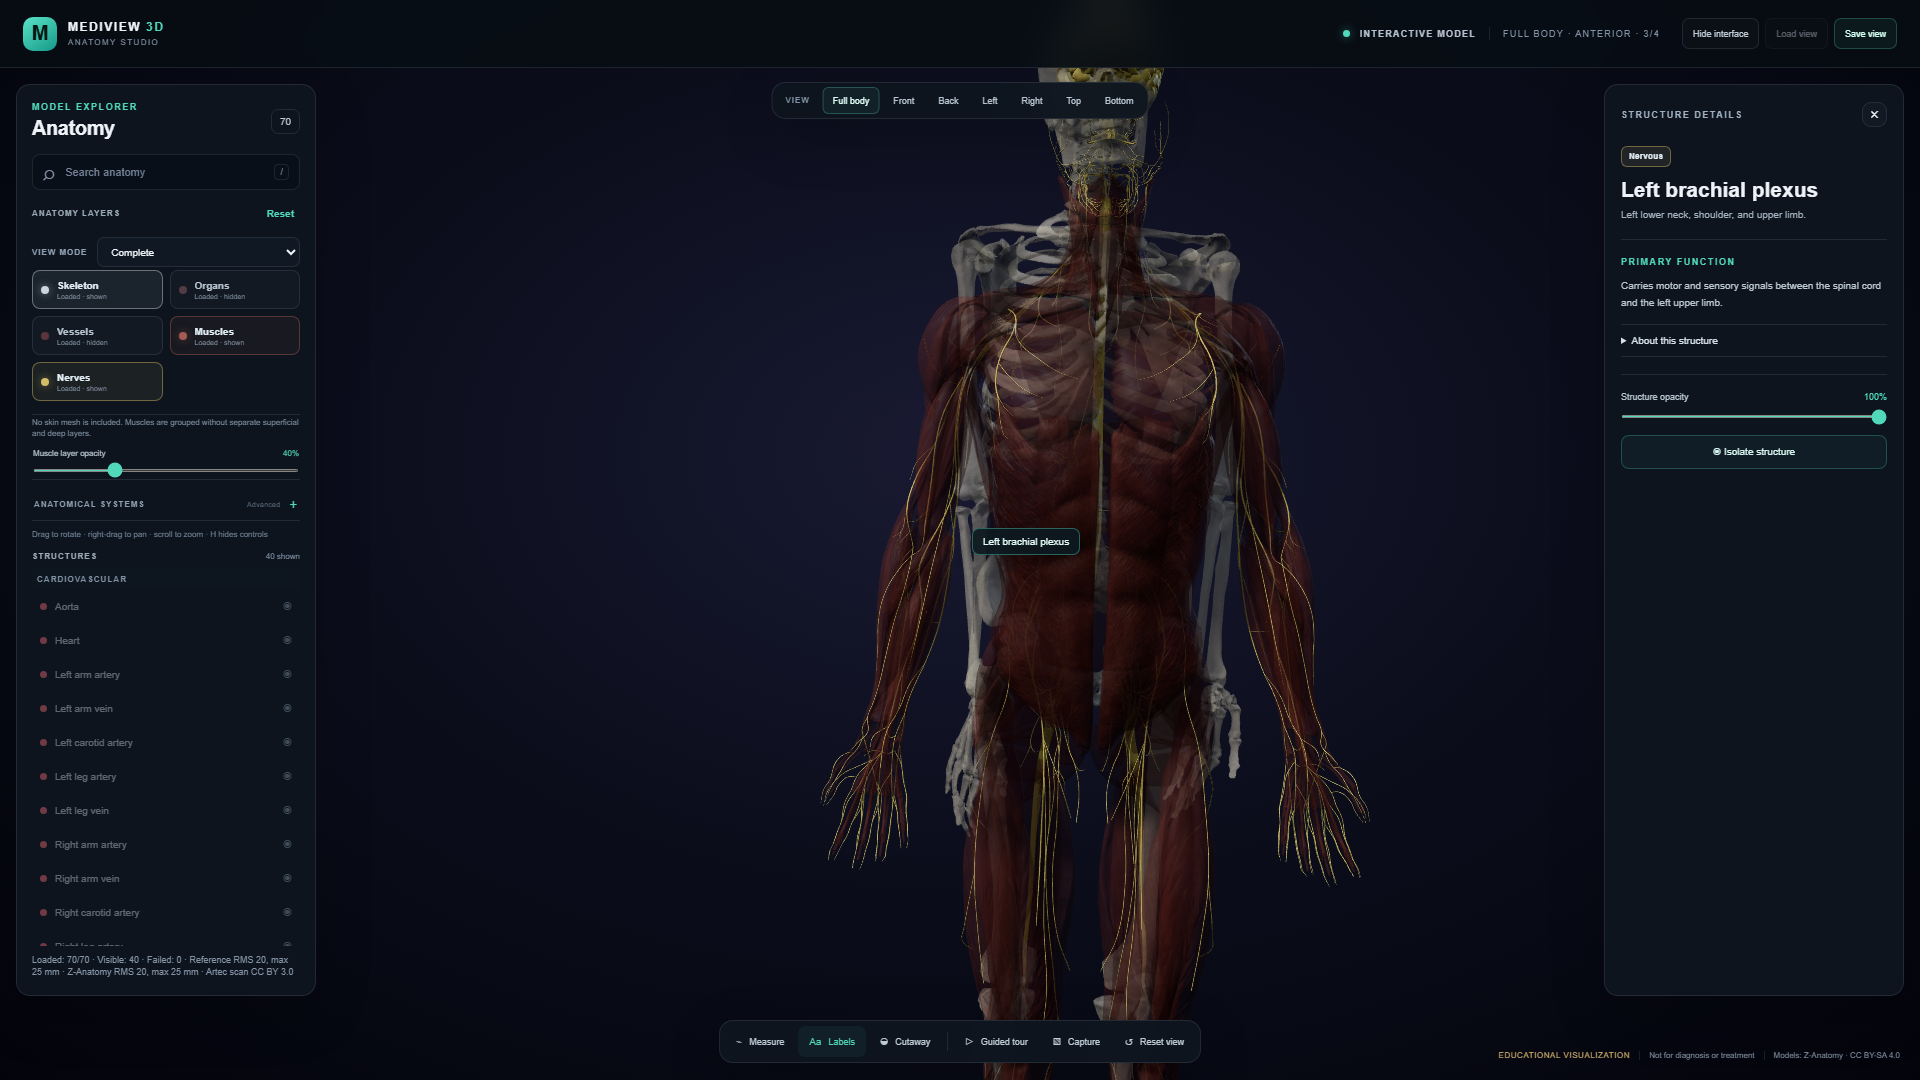 M
MEDIVIEW 3D
ANATOMY STUDIO
INTERACTIVE MODEL
FULL BODY · ANTERIOR · 3/4
Hide interface
Load view
Save view
MODEL EXPLORER
Anatomy
70
Search anatomy
/
ANATOMY LAYERS
Reset
VIEW MODE
Complete
Skeleton
Loaded · shown
Organs
Loaded · hidden
Vessels
Loaded · hidden
Muscles
Loaded · shown
Nerves
Loaded · shown
No skin mesh is included. Muscles are grouped without separate superficial
and deep layers.
Muscle layer opacity
40%
ANATOMICAL SYSTEMS
Advanced +
Drag to rotate · right-drag to pan · scroll to zoom · H hides controls
STRUCTURES
40 shown
CARDIOVASCULAR
Aorta
Heart
Left arm artery
Left arm vein
Left carotid artery
Left leg artery
Left leg vein
Right arm artery
Right arm vein
Right carotid artery
Right leg artery
Loaded: 70/70 · Visible: 40 · Failed: 0 · Reference RMS 20, max
25 mm · Z-Anatomy RMS 20, max 25 mm · Artec scan CC BY 3.0
VIEW
Full body
Front
Back
Left
Right
Top
Bottom
Left brachial plexus
Measure
Aa Labels
Cutaway
Guided tour
Capture
Reset view
STRUCTURE DETAILS
Nervous
Left brachial plexus
Left lower neck, shoulder, and upper limb.
PRIMARY FUNCTION
Carries motor and sensory signals between the spinal cord
and the left upper limb.
About this structure
Structure opacity
100%
Isolate structure
EDUCATIONAL VISUALIZATION
Not for diagnosis or treatment
Models: Z-Anatomy · CC BY-SA 4.0